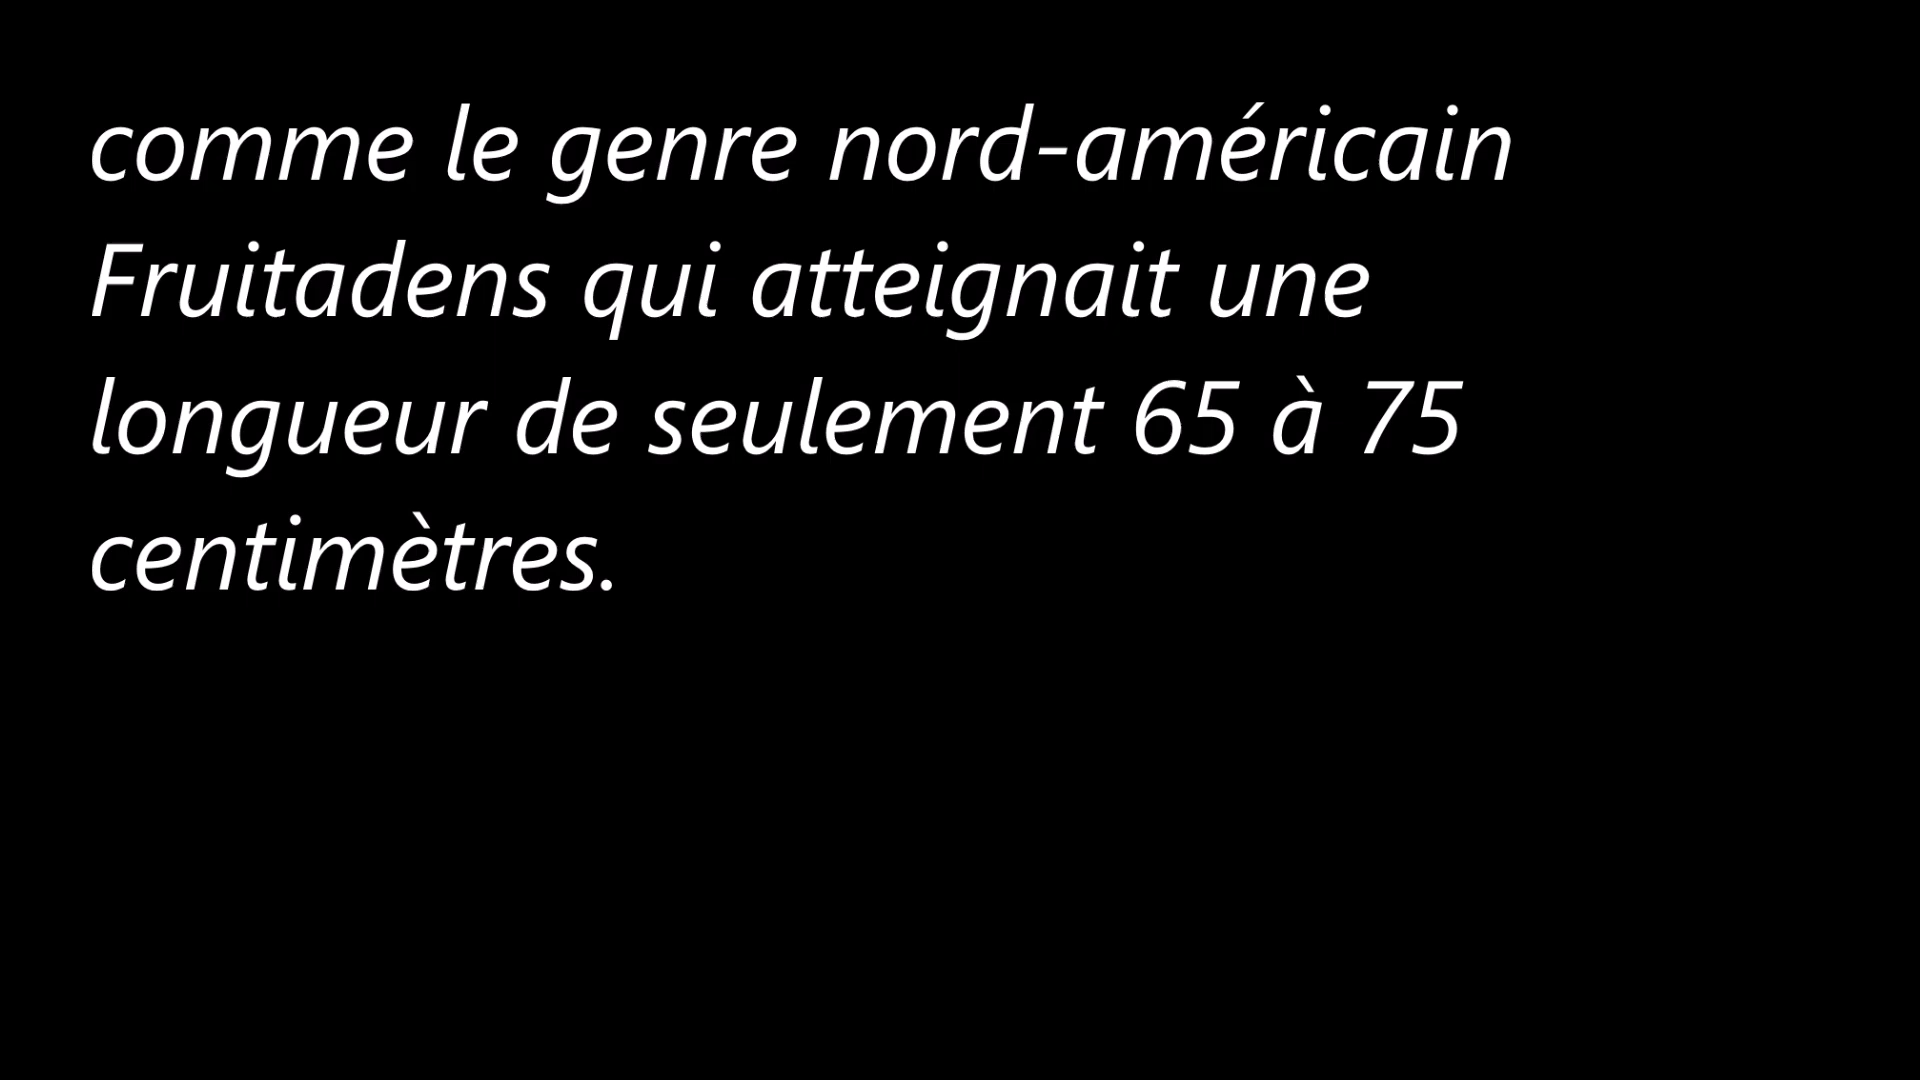 comme le genre nord-américain
Fruitadens qui atteignait une
longueur de seulement 65 à 75
centimètres.